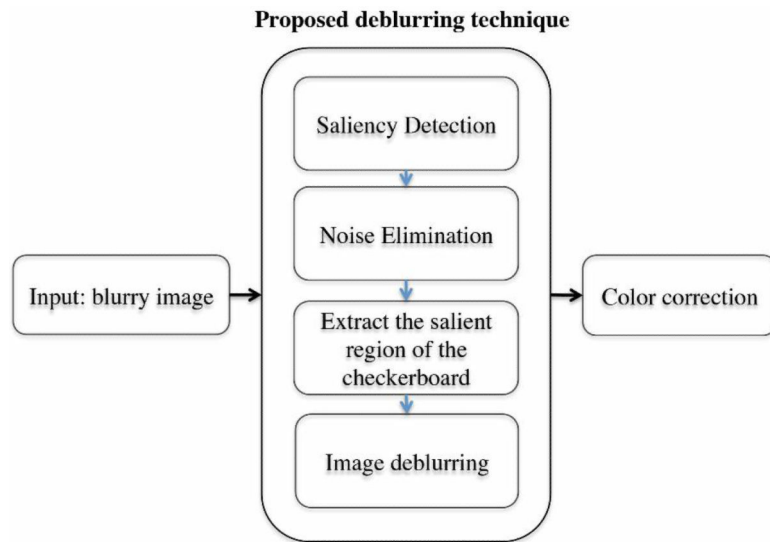 Proposed deblurring technique
Input: blurry image
Saliency Detection
Noise Elimination
Extract the salient
region of the
checkerboard
Image deblurring
Color correction